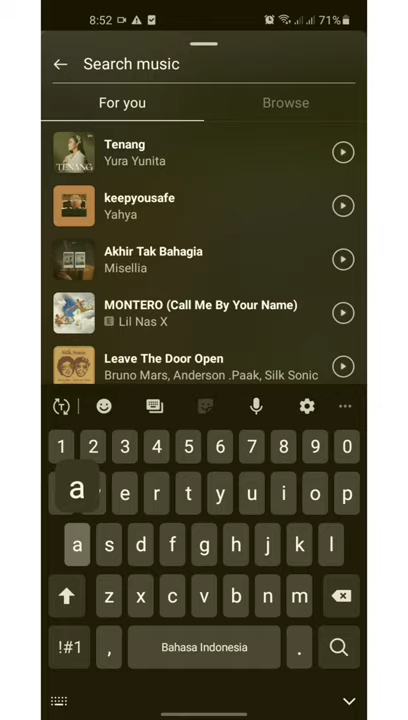 8:52 71%
Search music
For you Browse
Tenang
Yura Yunita
TENANG
keepyousafe
Yahya
Akhir Tak Bahagia
Misellia
MONTERO (Call Me By Your Name)
E Lil Nas X
Leave The Door Open
Bruno Mars, Anderson .Paak, Silk Sonic
T
1 2 3 4 5 6 7 8 9 0
a e r t y u i o p
a s d f g h j k l
z x c v b n m
!#1 , Bahasa Indonesia .